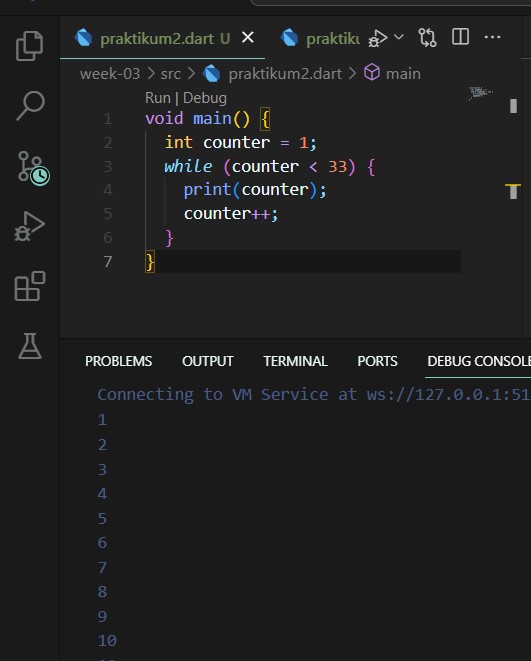 praktikum2.dart U praktiku
week-03 > src > praktikum2.dart > main
Run | Debug
1 void main() {
2 int counter = 1;
3 while (counter < 33) {
4 print(counter);
5 counter++;
6 }
7 }
PROBLEMS OUTPUT TERMINAL PORTS DEBUG CONSOLE
Connecting to VM Service at ws://127.0.0.1:51
1
2
3
4
5
6
7
8
9
10